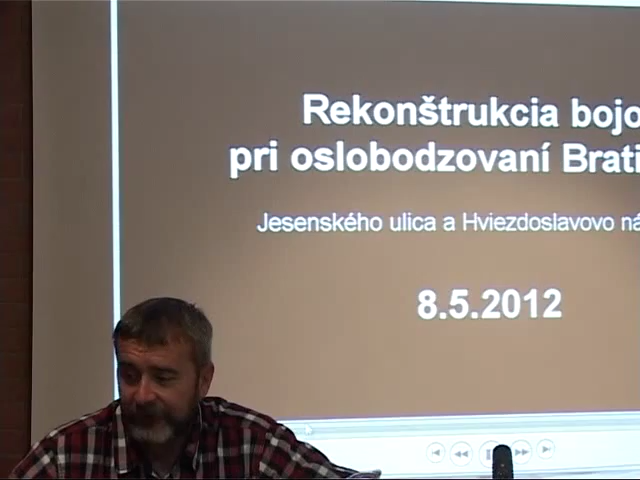 Rekonštrukcia bojo
pri oslobodzovaní Brati
Jesenského ulica a Hviezdoslavovo ná
8.5.2012